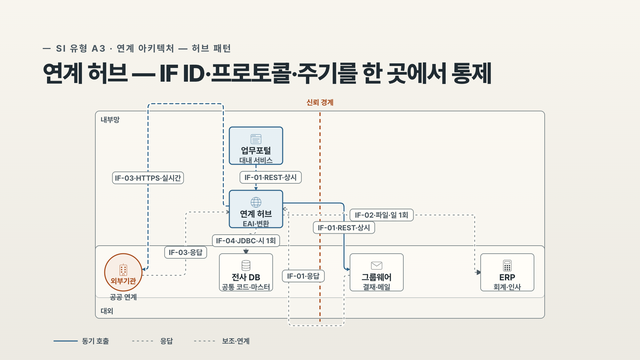 — SI 유형 A3 · 연계 아키텍처 — 허브 패턴
연계 허브 — IF ID·프로토콜·주기를 한 곳에서 통제
신뢰 경계
내부망
업무포털
대내 서비스
IF-03·HTTPS·실시간
IF-01·REST·상시
연계 허브
EAI·변환
IF-02·파일·일 1회
IF-01·REST·상시
IF-04·JDBC·시 1회
IF-03·응답
외부기관
공공 연계
전사 DB
공통 코드·마스터
IF-01·응답
그룹웨어
결재·메일
ERP
회계·인사
대외
동기 호출
응답
보조·연계